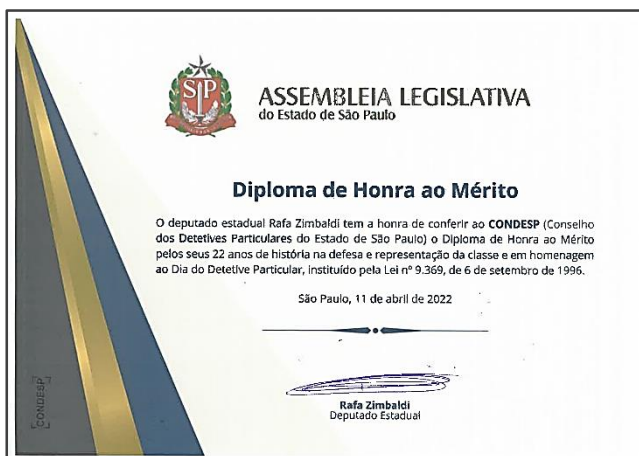 SP
ASSEMBLEIA LEGISLATIVA
do Estado de São Paulo
Diploma de Honra ao Mérito
O deputado estadual Rafa Zimbaldi tem a honra de conferir ao CONDESP (Conselho
dos Detetives Particulares do Estado de São Paulo) o Diploma de Honra ao Mérito
pelos seus 22 anos de história na defesa e representação da classe e em homenagem
ao Dia do Detetive Particular, instituído pela Lei nº 9.369, de 6 de setembro de 1996.
São Paulo, 11 de abril de 2022
Rafa Zimbaldi
Deputado Estadual
CONDESP